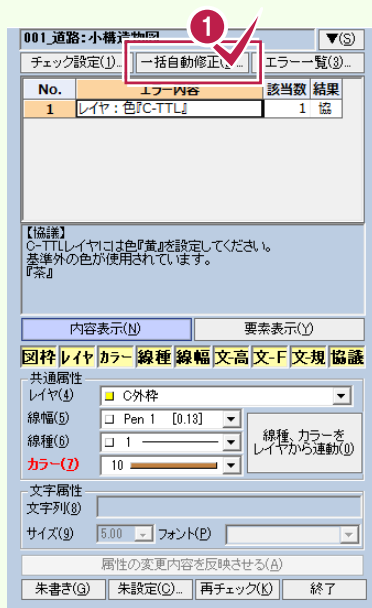 001_道路:小構造物図 ▼(S)
1
チェック設定(1)... 一括自動修正(2)... エラー一覧(3)...
No. エラー内容 該当数 結果
1 レイヤ:色『C-TTL』 1 協
【協議】
C-TTLレイヤには色『黄』を設定してください。
基準外の色が使用されています。
『茶』
内容表示(N) 要素表示(Y)
図枠 レイヤ カラー 線種 線幅 文-高 文-F 文-規 協議
共通属性
レイヤ(4) C外枠
線幅(5) Pen 1 [0.13]
線種(6) 1
線種、カラーを
レイヤから連動(0)
カラー(7) 10
文字属性
文字列(8)
サイズ(9) 5.00 フォント(P)
属性の変更内容を反映させる(A)
朱書き(G) 朱設定(C)... 再チェック(K) 終了